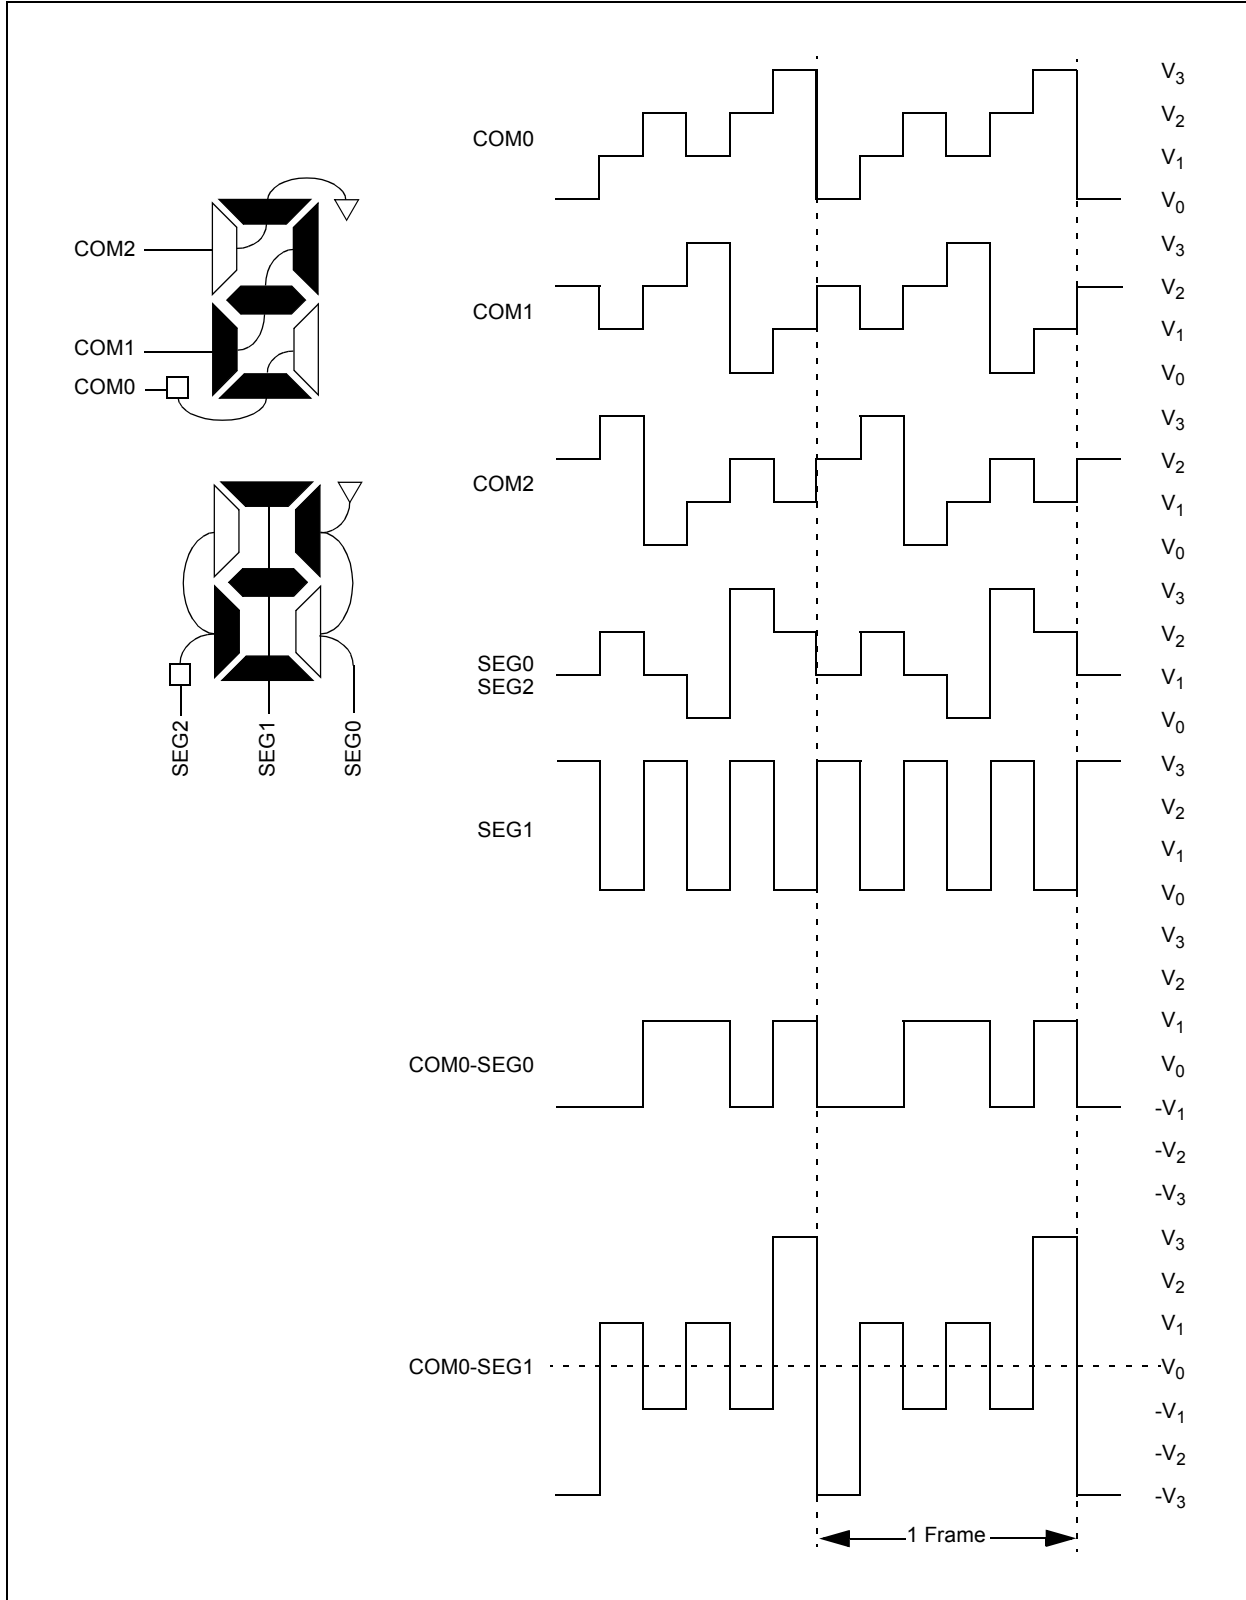 COM2
COM1
COM0
SEG2
SEG1
SEG0
COM0
V3
V2
V1
V0
COM1
V3
V2
V1
V0
COM2
V3
V2
V1
V0
SEG0
SEG2
V3
V2
V1
V0
SEG1
V3
V2
V1
V0
COM0-SEG0
V3
V2
V1
V0
-V1
-V2
-V3
COM0-SEG1
V3
V2
V1
V0
-V1
-V2
-V3
1 Frame